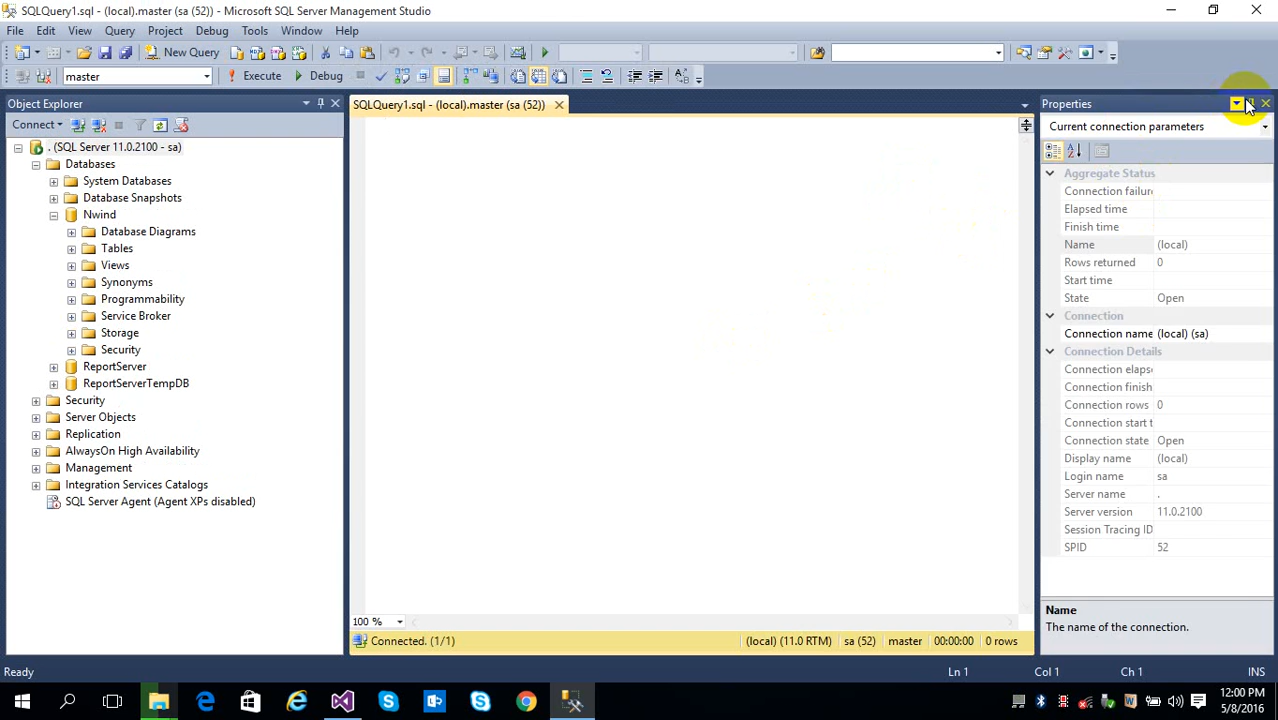 SQLQuery1.sql - (local).master (sa (52)) - Microsoft SQL Server Management Studio
File Edit View Query Project Debug Tools Window Help
New Query
master Execute Debug
Object Explorer
Connect
. (SQL Server 11.0.2100 - sa)
Databases
System Databases
Database Snapshots
Nwind
Database Diagrams
Tables
Views
Synonyms
Programmability
Service Broker
Storage
Security
ReportServer
ReportServerTempDB
Security
Server Objects
Replication
AlwaysOn High Availability
Management
Integration Services Catalogs
SQL Server Agent (Agent XPs disabled)
SQLQuery1.sql - (local).master (sa (52))
100 %
Connected. (1/1) (local) (11.0 RTM) sa (52) master 00:00:00 0 rows
Properties
Current connection parameters
Aggregate Status
Connection failure
Elapsed time
Finish time
Name (local)
Rows returned 0
Start time
State Open
Connection
Connection name (local) (sa)
Connection Details
Connection elaps
Connection finish
Connection rows 0
Connection start t
Connection state Open
Display name (local)
Login name sa
Server name .
Server version 11.0.2100
Session Tracing ID
SPID 52
Name
The name of the connection.
Ready Ln 1 Col 1 Ch 1 INS
12:00 PM
5/8/2016